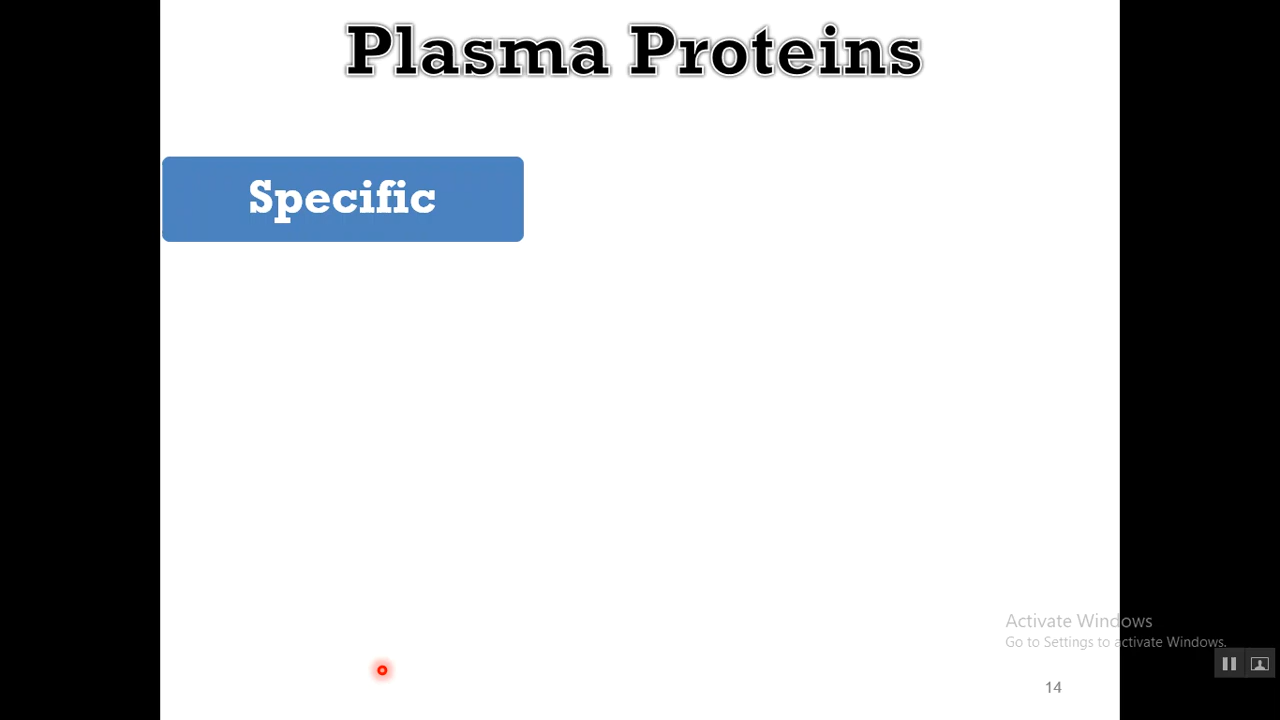 Plasma Proteins
Specific
Activate Windows
Go to Settings to activate Windows.
14